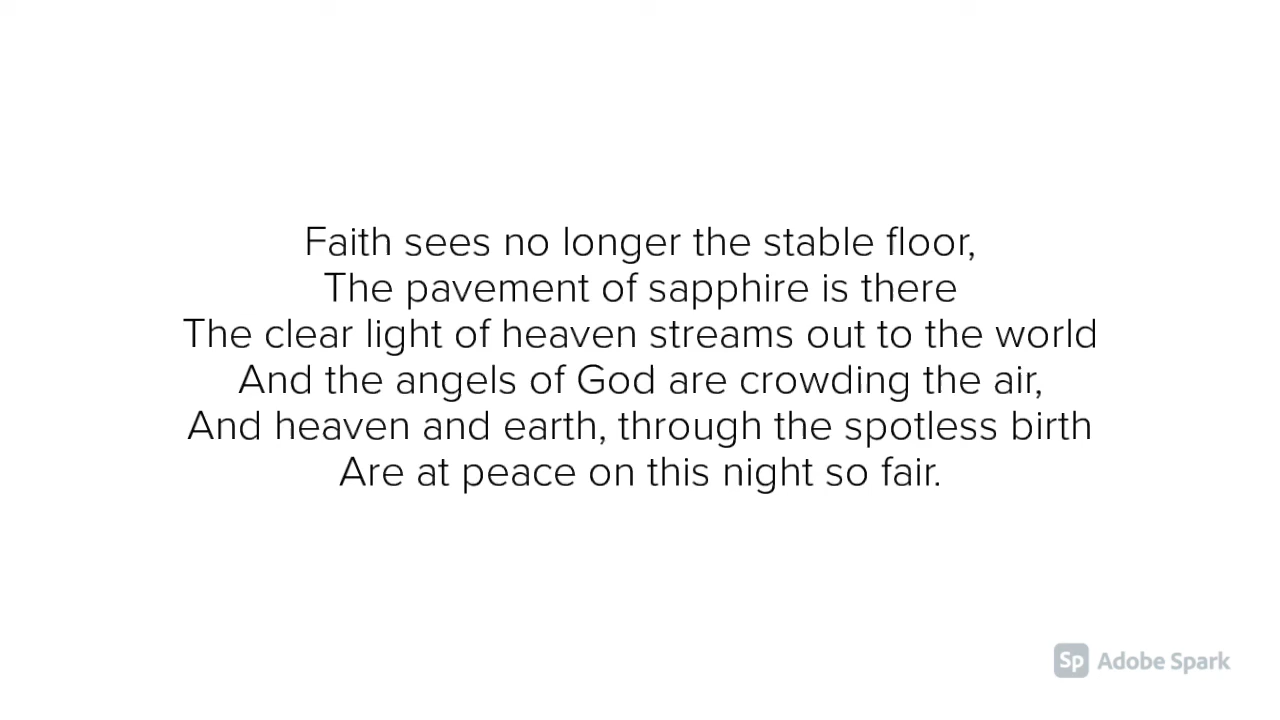 Faith sees no longer the stable floor,
The pavement of sapphire is there
The clear light of heaven streams out to the world
And the angels of God are crowding the air,
And heaven and earth, through the spotless birth
Are at peace on this night so fair.
Sp Adobe Spark